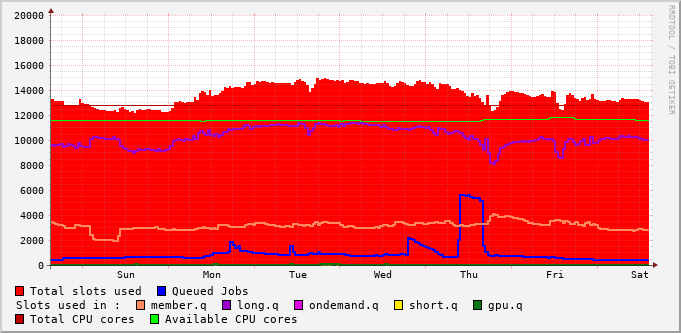 20000
18000
16000
14000
12000
10000
8000
6000
4000
2000
0
Sun Mon Tue Wed Thu Fri Sat
Total slots used Queued Jobs
Slots used in : member.q long.q ondemand.q short.q gpu.q
Total CPU cores Available CPU cores
RRDTOOL / TOBI OETIKER